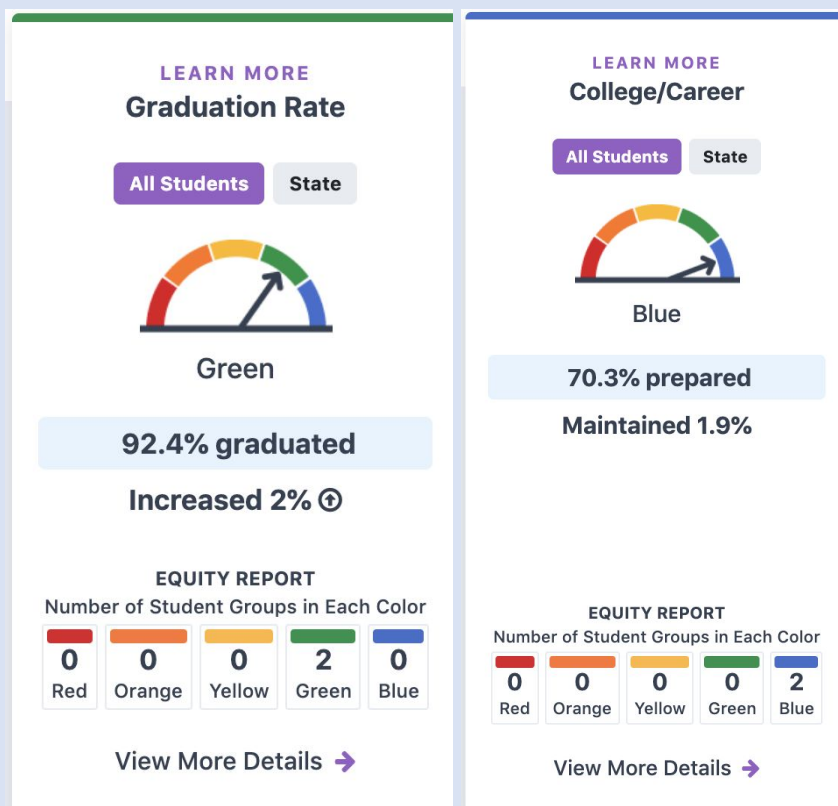 LEARN MORE
Graduation Rate
All Students State
Green
92.4% graduated
Increased 2%
EQUITY REPORT
Number of Student Groups in Each Color
0 0 0 2 0
Red Orange Yellow Green Blue
View More Details
LEARN MORE
College/Career
All Students State
Blue
70.3% prepared
Maintained 1.9%
EQUITY REPORT
Number of Student Groups in Each Color
0 0 0 0 2
Red Orange Yellow Green Blue
View More Details